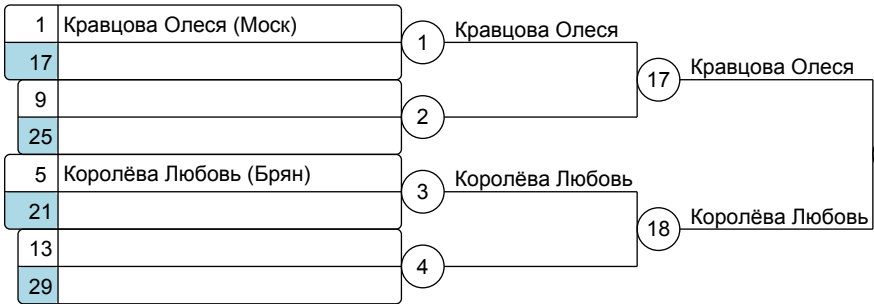 1 Кравцова Олеся (Моск)
1 Кравцова Олеся
17
17 Кравцова Олеся
9
2
25
5 Королёва Любовь (Брян)
3 Королёва Любовь
21
18 Королёва Любовь
13
4
29